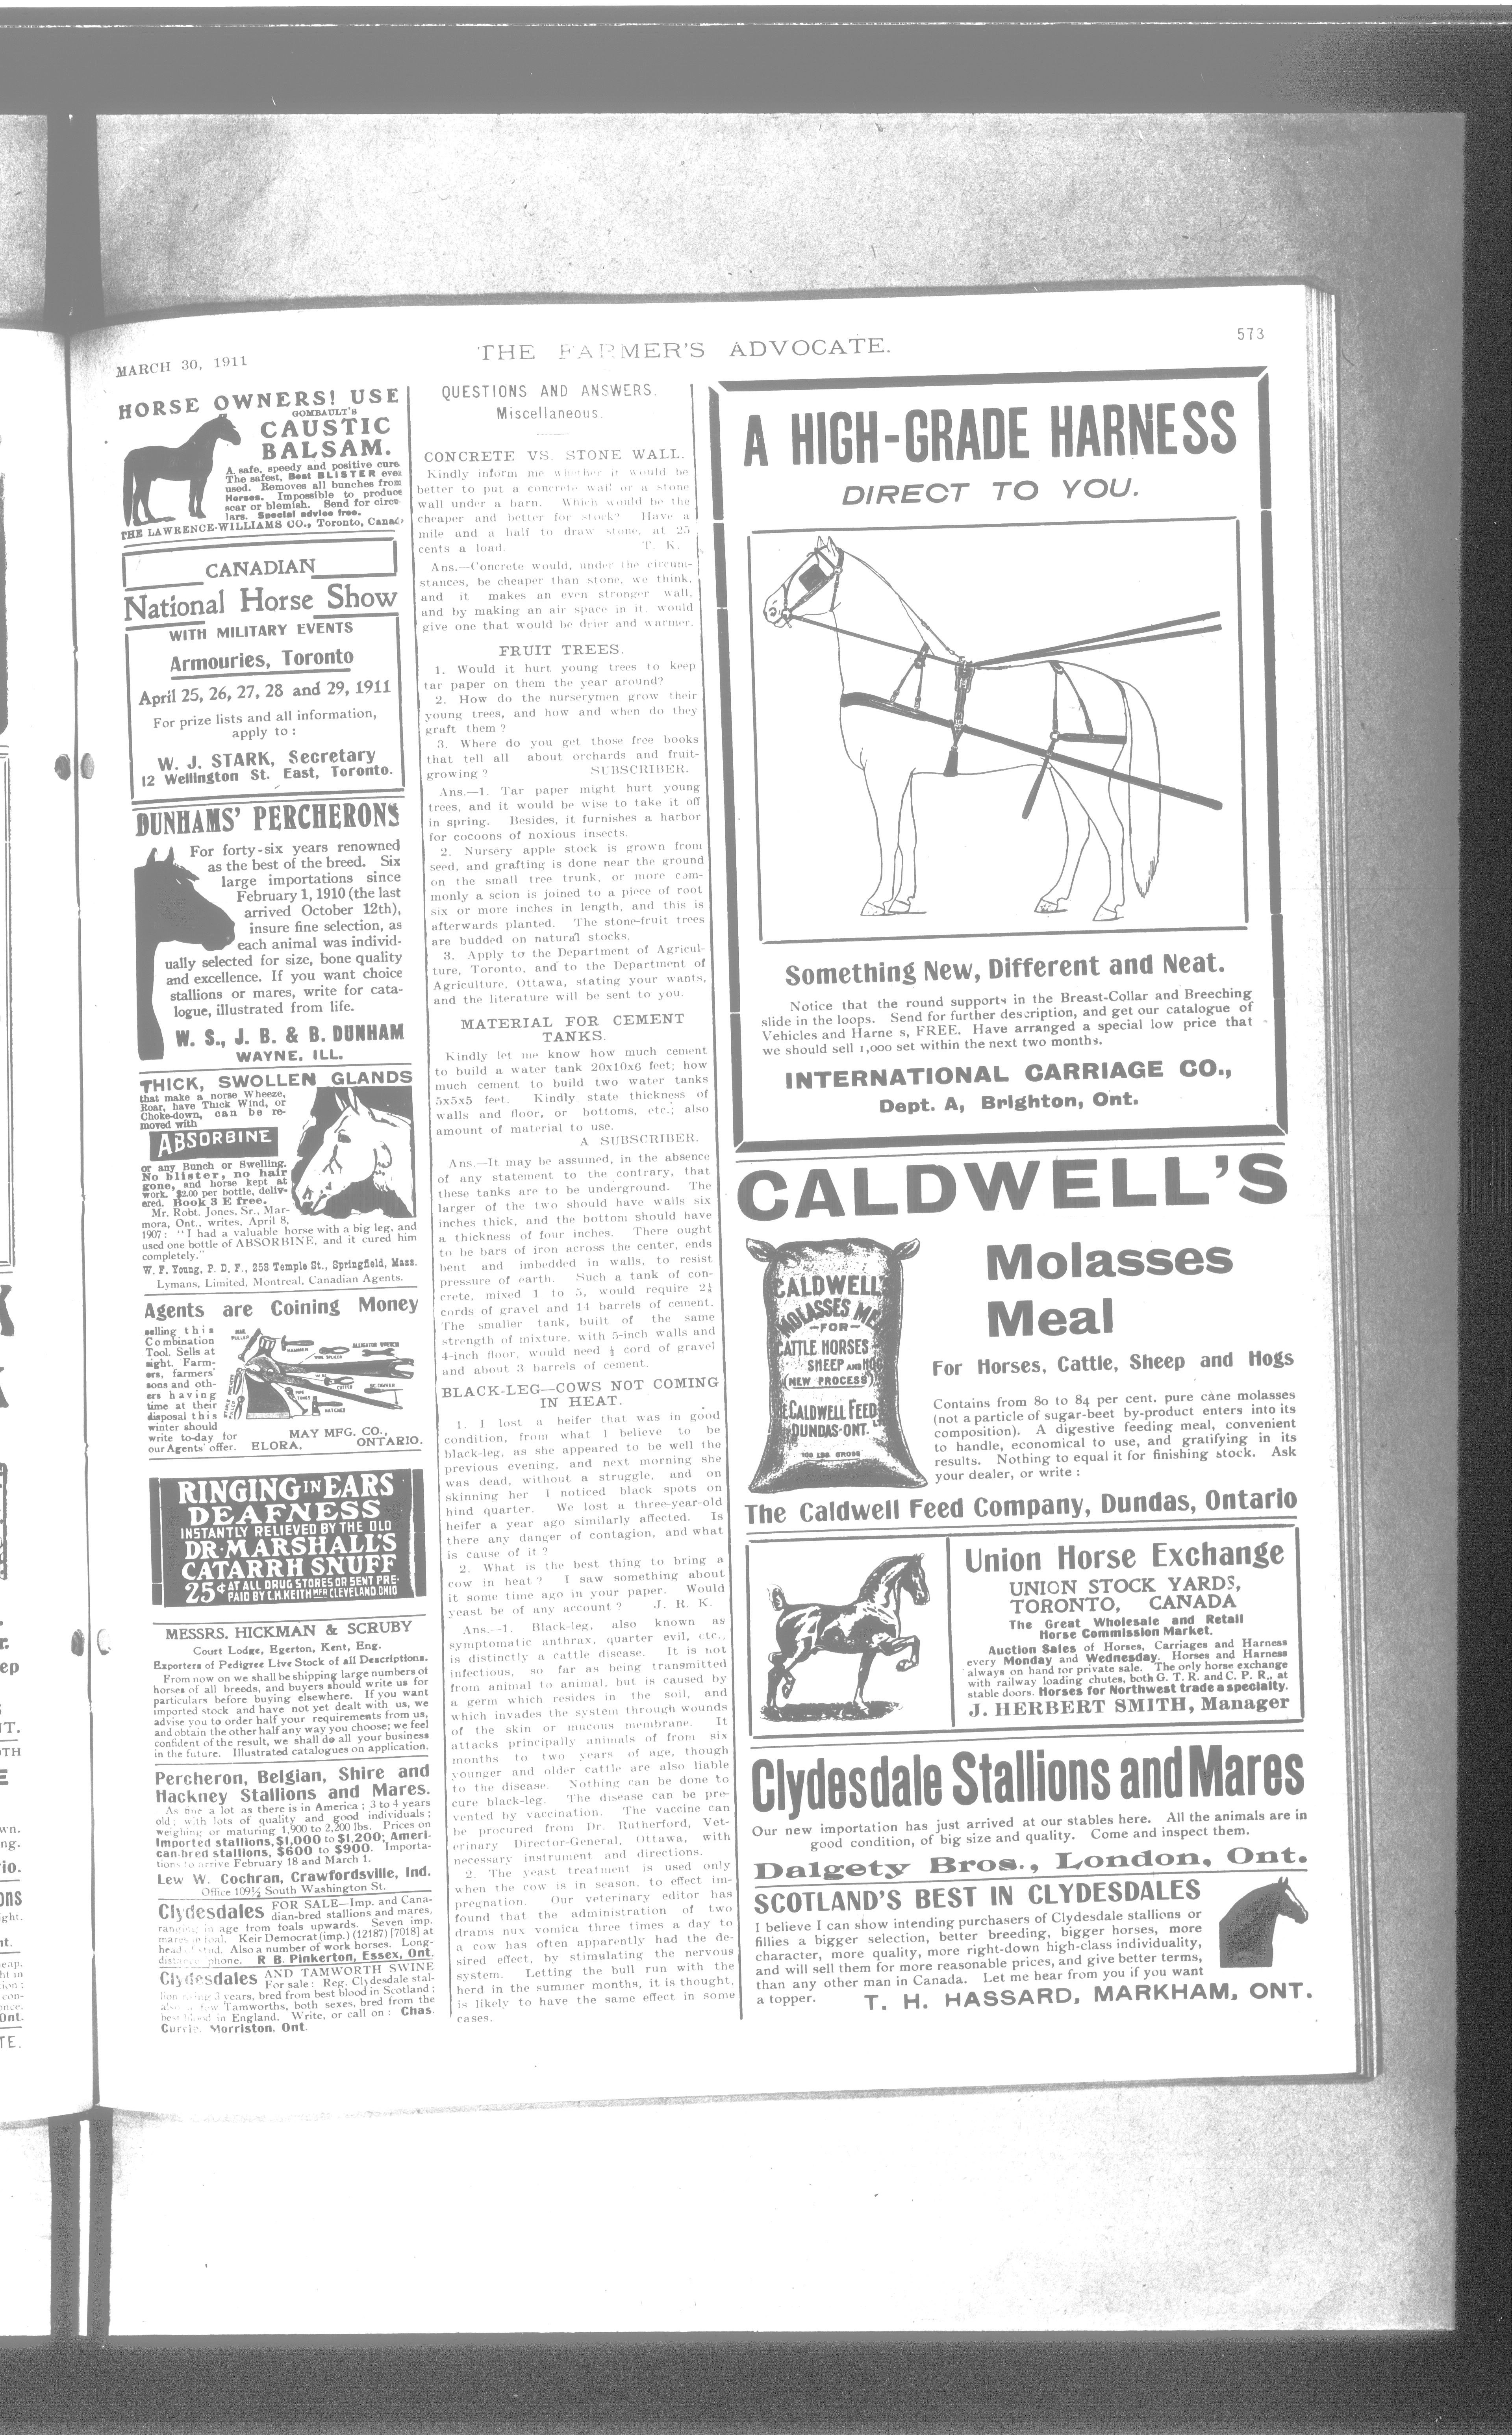 MARCH 30, 1911
THE FARMER'S ADVOCATE.
573
HORSE OWNERS! USE
GOMBAULT'S
CAUSTIC
BALSAM.
A safe, speedy and positive cure.
The safest, Best BLISTER ever
used. Removes all bunches from
Horses. Impossible to produce
scar or blemish. Send for circu-
lars. Special advice free.
THE LAWRENCE-WILLIAMS CO., Toronto, Canada
CANADIAN
National Horse Show
WITH MILITARY EVENTS
Armouries, Toronto
April 25, 26, 27, 28 and 29, 1911
For prize lists and all information,
apply to :
W. J. STARK, Secretary
12 Wellington St. East, Toronto.
DUNHAMS' PERCHERONS
For forty-six years renowned
as the best of the breed. Six
large importations since
February 1, 1910 (the last
arrived October 12th),
insure fine selection, as
each animal was individ-
ually selected for size, bone quality
and excellence. If you want choice
stallions or mares, write for cata-
logue, illustrated from life.
W. S., J. B. & B. DUNHAM
WAYNE, ILL.
THICK, SWOLLEN GLANDS
that make a horse Wheeze,
Roar, have Thick Wind, or
Choke-down, can be re-
moved with
ABSORBINE
or any Bunch or Swelling.
No blister, no hair
gone, and horse kept at
work. $2.00 per bottle, deliv-
ered. Book 3 E free.
Mr. Robt. Jones, Sr., Mar-
mora, Ont., writes, April 8,
1907: "I had a valuable horse with a big leg, and
used one bottle of ABSORBINE, and it cured him
completely."
W. F. Young, P. D. F., 258 Temple St., Springfield, Mass.
Lymans, Limited, Montreal, Canadian Agents.
Agents are Coining Money
selling this
Combination
Tool. Sells at
sight. Farm-
ers, farmers'
sons and oth-
ers having
time at their
disposal this
winter should
write to-day for
our Agents' offer.
HAMMER
ALLIGATOR WRENCH
WIRE SPLICER
CUTTER
PIPE TONGS
HATCHET
MAY MFG. CO.,
ELORA, ONTARIO.
RINGING IN EARS
DEAFNESS
INSTANTLY RELIEVED BY THE OLD
DR. MARSHALL'S
CATARRH SNUFF
25¢ AT ALL DRUG STORES OR SENT PRE-
PAID BY C.H. KEITH MFR CLEVELAND OHIO
MESSRS. HICKMAN & SCRUBY
Court Lodge, Egerton, Kent, Eng.
Exporters of Pedigree Live Stock of all Descriptions.
From now on we shall be shipping large numbers of
horses of all breeds, and buyers should write us for
particulars before buying elsewhere. If you want
imported stock and have not yet dealt with us, we
advise you to order half your requirements from us,
and obtain the other half any way you choose; we feel
confident of the result, we shall do all your business
in the future. Illustrated catalogues on application.
Percheron, Belgian, Shire and
Hackney Stallions and Mares.
As fine a lot as there is in America ; 3 to 4 years
old ; with lots of quality and good individuals ;
weighing or maturing 1,900 to 2,200 lbs. Prices on
Imported stallions, $1,000 to $1,200; Ameri-
can-bred stallions, $600 to $900. Importa-
tions to arrive February 18 and March 1.
Lew W. Cochran, Crawfordsville, Ind.
Office 109½ South Washington St.
Clydesdales FOR SALE—Imp. and Cana-
dian-bred stallions and mares,
ranging in age from foals upwards. Seven imp.
mares in foal. Keir Democrat (imp.) (12187) [7018] at
head of stud. Also a number of work horses. Long-
distance phone. R B. Pinkerton, Essex, Ont.
Clydesdales AND TAMWORTH SWINE
For sale : Reg. Clydesdale stal-
lion rising 3 years, bred from best blood in Scotland ;
also a few Tamworths, both sexes, bred from the
best blood in England. Write, or call on : Chas.
Currie, Morriston, Ont.
QUESTIONS AND ANSWERS.
Miscellaneous.
CONCRETE VS. STONE WALL.
Kindly inform me whether it would be
better to put a concrete wall or a stone
wall under a barn. Which would be the
cheaper and better for stock? Have a
mile and a half to draw stone, at 25
cents a load. T. K.
Ans.—Concrete would, under the circum-
stances, be cheaper than stone, we think,
and it makes an even stronger wall,
and by making an air space in it, would
give one that would be drier and warmer.
FRUIT TREES.
1. Would it hurt young trees to keep
tar paper on them the year around?
2. How do the nurserymen grow their
young trees, and how and when do they
graft them ?
3. Where do you get those free books
that tell all about orchards and fruit-
growing ? SUBSCRIBER.
Ans.—1. Tar paper might hurt young
trees, and it would be wise to take it off
in spring. Besides, it furnishes a harbor
for cocoons of noxious insects.
2. Nursery apple stock is grown from
seed, and grafting is done near the ground
on the small tree trunk, or more com-
monly a scion is joined to a piece of root
six or more inches in length, and this is
afterwards planted. The stone-fruit trees
are budded on natural stocks.
3. Apply to the Department of Agricul-
ture, Toronto, and to the Department of
Agriculture, Ottawa, stating your wants,
and the literature will be sent to you.
MATERIAL FOR CEMENT
TANKS.
Kindly let me know how much cement
to build a water tank 20x10x6 feet; how
much cement to build two water tanks
5x5x5 feet. Kindly state thickness of
walls and floor, or bottoms, etc.; also
amount of material to use.
A SUBSCRIBER.
Ans.—It may be assumed, in the absence
of any statement to the contrary, that
these tanks are to be underground. The
larger of the two should have walls six
inches thick, and the bottom should have
a thickness of four inches. There ought
to be bars of iron across the center, ends
bent and imbedded in walls, to resist
pressure of earth. Such a tank of con-
crete, mixed 1 to 5, would require 2¼
cords of gravel and 14 barrels of cement.
The smaller tank, built of the same
strength of mixture, with 5-inch walls and
4-inch floor, would need ½ cord of gravel
and about 3 barrels of cement.
BLACK-LEG—COWS NOT COMING
IN HEAT.
1. I lost a heifer that was in good
condition, from what I believe to be
black-leg, as she appeared to be well the
previous evening, and next morning she
was dead, without a struggle, and on
skinning her I noticed black spots on
hind quarter. We lost a three-year-old
heifer a year ago similarly affected. Is
there any danger of contagion, and what
is cause of it ?
2. What is the best thing to bring a
cow in heat ? I saw something about
it some time ago in your paper. Would
yeast be of any account ? J. R. K.
Ans.—1. Black-leg, also known as
symptomatic anthrax, quarter evil, etc.,
is distinctly a cattle disease. It is not
infectious, so far as being transmitted
from animal to animal, but is caused by
a germ which resides in the soil, and
which invades the system through wounds
of the skin or mucous membrane. It
attacks principally animals of from six
months to two years of age, though
younger and older cattle are also liable
to the disease. Nothing can be done to
cure black-leg. The disease can be pre-
vented by vaccination. The vaccine can
be procured from Dr. Rutherford, Vet-
erinary Director-General, Ottawa, with
necessary instrument and directions.
2. The yeast treatment is used only
when the cow is in season, to effect im-
pregnation. Our veterinary editor has
found that the administration of two
drams nux vomica three times a day to
a cow has often apparently had the de-
sired effect, by stimulating the nervous
system. Letting the bull run with the
herd in the summer months, it is thought,
is likely to have the same effect in some
cases.
A HIGH-GRADE HARNESS
DIRECT TO YOU.
Something New, Different and Neat.
Notice that the round supports in the Breast-Collar and Breeching
slide in the loops. Send for further description, and get our catalogue of
Vehicles and Harne s, FREE. Have arranged a special low price that
we should sell 1,000 set within the next two months.
INTERNATIONAL CARRIAGE CO.,
Dept. A, Brighton, Ont.
CALDWELL'S
Molasses
Meal
CALDWELL'S
MOLASSES ME
—FOR—
CATTLE HORSES
SHEEP AND HOG
(NEW PROCESS)
CALDWELL FEED
DUNDAS·ONT.
100 LBS GROSS
For Horses, Cattle, Sheep and Hogs
Contains from 80 to 84 per cent. pure cane molasses
(not a particle of sugar-beet by-product enters into its
composition). A digestive feeding meal, convenient
to handle, economical to use, and gratifying in its
results. Nothing to equal it for finishing stock. Ask
your dealer, or write :
The Caldwell Feed Company, Dundas, Ontario
Union Horse Exchange
UNION STOCK YARDS,
TORONTO, CANADA
The Great Wholesale and Retail
Horse Commission Market.
Auction Sales of Horses, Carriages and Harness
every Monday and Wednesday. Horses and Harness
always on hand for private sale. The only horse exchange
with railway loading chutes, both G. T. R. and C. P. R., at
stable doors. Horses for Northwest trade a specialty.
J. HERBERT SMITH, Manager
Clydesdale Stallions and Mares
Our new importation has just arrived at our stables here. All the animals are in
good condition, of big size and quality. Come and inspect them.
Dalgety Bros., London, Ont.
SCOTLAND'S BEST IN CLYDESDALES
I believe I can show intending purchasers of Clydesdale stallions or
fillies a bigger selection, better breeding, bigger horses, more
character, more quality, more right-down high-class individuality,
and will sell them for more reasonable prices, and give better terms,
than any other man in Canada. Let me hear from you if you want
a topper. T. H. HASSARD, MARKHAM, ONT.